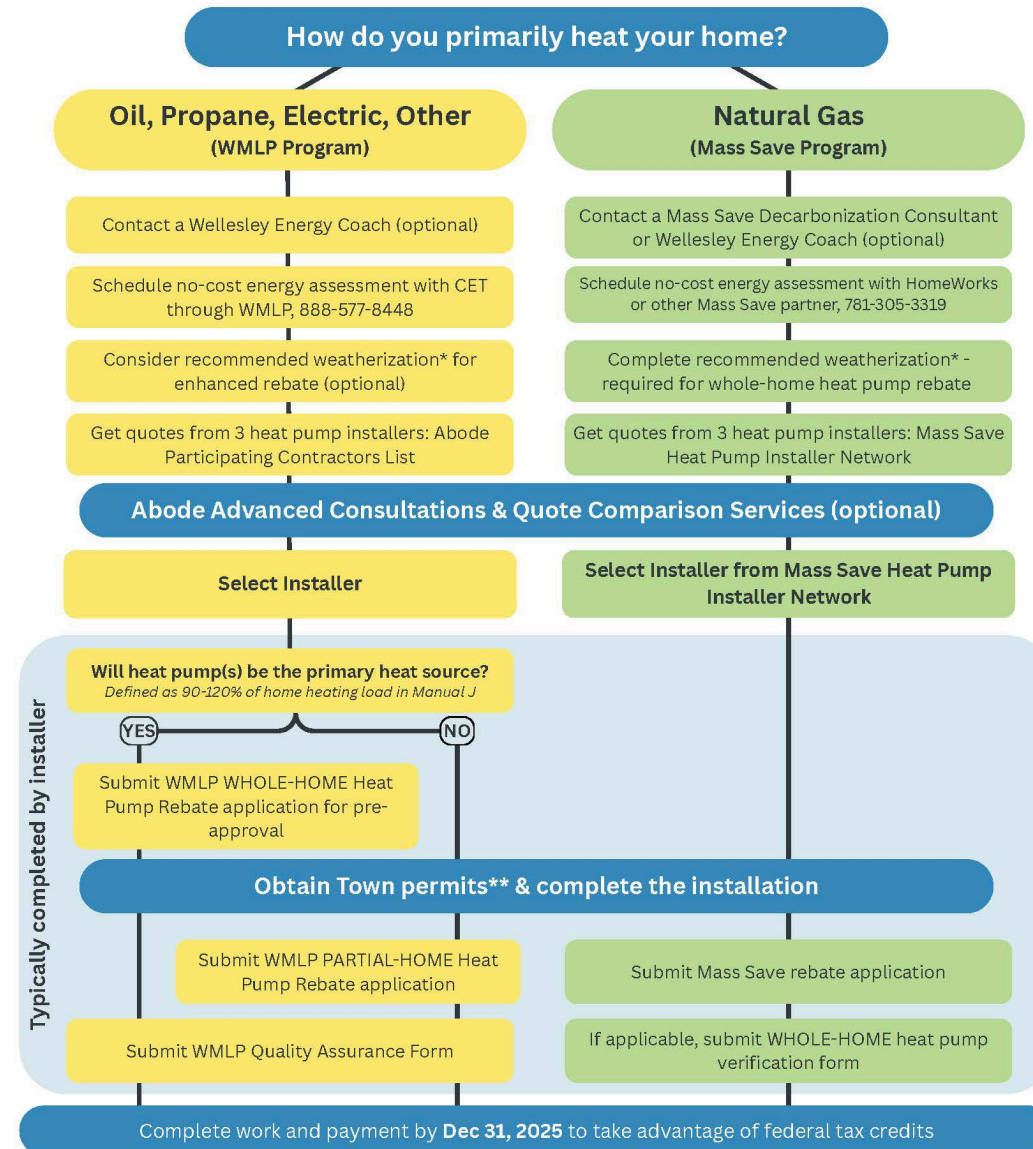 How do you primarily heat your home?
Oil, Propane, Electric, Other
(WMLP Program)
Natural Gas
(Mass Save Program)
Contact a Wellesley Energy Coach (optional)
Contact a Mass Save Decarbonization Consultant
or Wellesley Energy Coach (optional)
Schedule no-cost energy assessment with CET
through WMLP, 888-577-8448
Schedule no-cost energy assessment with HomeWorks
or other Mass Save partner, 781-305-3319
Consider recommended weatherization* for
enhanced rebate (optional)
Complete recommended weatherization* -
required for whole-home heat pump rebate
Get quotes from 3 heat pump installers: Abode
Participating Contractors List
Get quotes from 3 heat pump installers: Mass Save
Heat Pump Installer Network
Abode Advanced Consultations & Quote Comparison Services (optional)
Select Installer
Select Installer from Mass Save Heat Pump
Installer Network
Typically completed by installer
Will heat pump(s) be the primary heat source?
Defined as 90-120% of home heating load in Manual J
YES
NO
Submit WMLP WHOLE-HOME Heat
Pump Rebate application for pre-
approval
Obtain Town permits** & complete the installation
Submit WMLP PARTIAL-HOME Heat
Pump Rebate application
Submit Mass Save rebate application
Submit WMLP Quality Assurance Form
If applicable, submit WHOLE-HOME heat pump
verification form
Complete work and payment by Dec 31, 2025 to take advantage of federal tax credits